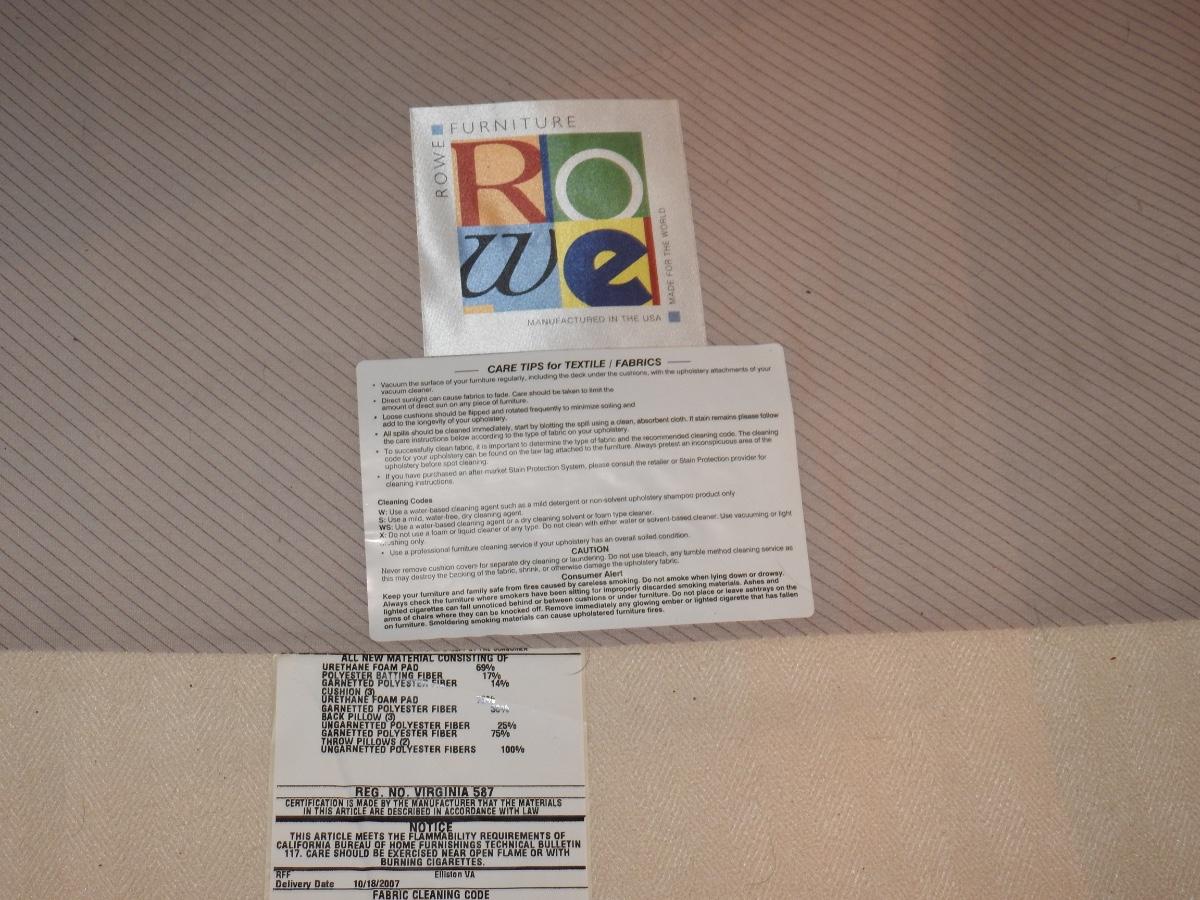 FURNITURE
ROWE
Rowe
MADE FOR THE WORLD
MANUFACTURED IN THE USA
CARE TIPS for TEXTILE / FABRICS
• Vacuum the surface of your furniture regularly, including the deck under the cushions, with the upholstery attachments of your
vacuum cleaner.
• Direct sunlight can cause fabrics to fade. Care should be taken to limit the
amount of direct sun on any piece of furniture.
• Loose cushions should be flipped and rotated frequently to minimize soiling and
add to the longevity of your upholstery.
• All spills should be cleaned immediately, start by blotting the spill using a clean, absorbent cloth. If stain remains please follow
the care instructions below according to the type of fabric on your upholstery.
• To successfully clean fabric, it is important to determine the type of fabric and the recommended cleaning code. The cleaning
code for your upholstery can be found on the law tag attached to the furniture. Always pretest an inconspicuous area of the
upholstery before spot cleaning.
• If you have purchased an after-market Stain Protection System, please consult the retailer or Stain Protection provider for
cleaning instructions.
Cleaning Codes
W: Use a water-based cleaning agent such as a mild detergent or non-solvent upholstery shampoo product only
S: Use a mild, water-free, dry cleaning agent.
WS: Use a water-based cleaning agent or a dry cleaning solvent or foam type cleaner.
X: Do not use a foam or liquid cleaner of any type. Do not clean with either water or solvent-based cleaner. Use vacuuming or light
brushing only.
• Use a professional furniture cleaning service if your upholstery has an overall soiled condition.
CAUTION
Never remove cushion covers for separate dry cleaning or laundering. Do not use bleach, any tumble method cleaning service as
this may destroy the backing of the fabric, shrink, or otherwise damage the upholstery fabric.
Consumer Alert
Keep your furniture and family safe from fires caused by careless smoking. Do not smoke when lying down or drowsy.
Always check the furniture where smokers have been sitting for improperly discarded smoking materials. Ashes and
lighted cigarettes can fall unnoticed behind or between cushions or under furniture. Do not place or leave ashtrays on the
arms of chairs where they can be knocked off. Remove immediately any glowing ember or lighted cigarette that has fallen
on furniture. Smoldering smoking materials can cause upholstered furniture fires.
BY THE CONSUMER
ALL NEW MATERIAL CONSISTING OF
URETHANE FOAM PAD 69%
POLYESTER BATTING FIBER 17%
GARNETTED POLYESTER FIBER 14%
CUSHION (3)
URETHANE FOAM PAD
GARNETTED POLYESTER FIBER 30%
BACK PILLOW (3)
UNGARNETTED POLYESTER FIBER 25%
GARNETTED POLYESTER FIBER 75%
THROW PILLOWS (2)
UNGARNETTED POLYESTER FIBERS 100%
REG. NO. VIRGINIA 587
CERTIFICATION IS MADE BY THE MANUFACTURER THAT THE MATERIALS
IN THIS ARTICLE ARE DESCRIBED IN ACCORDANCE WITH LAW
NOTICE
THIS ARTICLE MEETS THE FLAMMABILITY REQUIREMENTS OF
CALIFORNIA BUREAU OF HOME FURNISHINGS TECHNICAL BULLETIN
117. CARE SHOULD BE EXERCISED NEAR OPEN FLAME OR WITH
BURNING CIGARETTES.
RFF Elliston VA
Delivery Date 10/18/2007
FABRIC CLEANING CODE